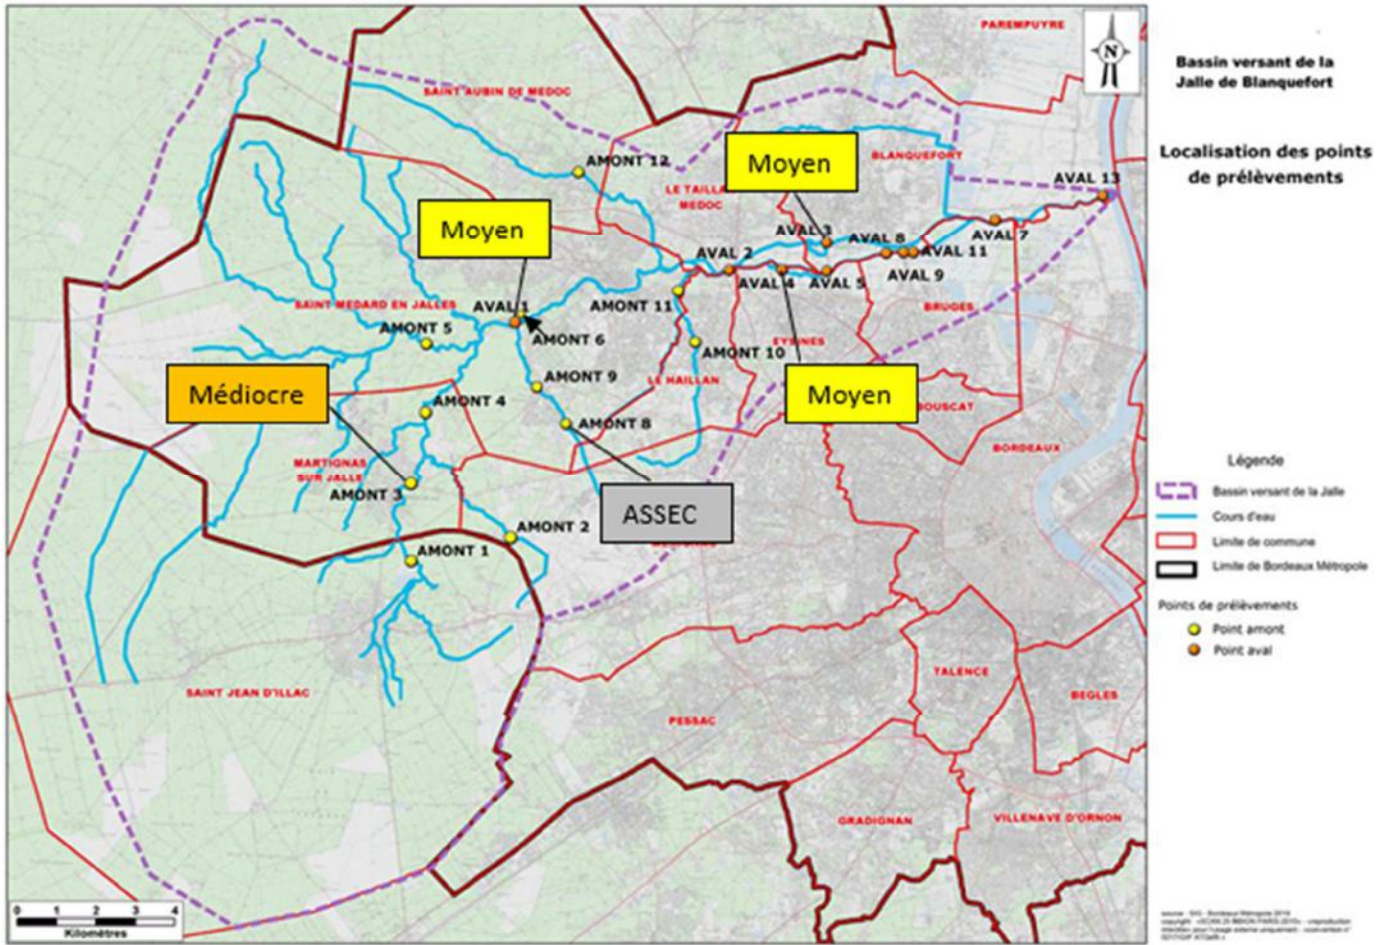 PAREMPUYRE
N
Bassin versant de la
Jalle de Blanquefort
Localisation des points
de prélèvements
SAINT AUBIN DE MEDOC
AMONT 12
Moyen
BLANQUEFORT
LE TAILLAN
MEDOC
AVAL 13
Moyen
AVAL 3
AVAL 8
AVAL 7
AVAL 2
AVAL 11
AVAL 9
AVAL 4
AVAL 5
SAINT MEDARD EN JALLES
AVAL 1
AMONT 11
BRUGES
AMONT 5
AMONT 6
EYSINES
AMONT 10
AMONT 9
LE HAILLAN
Médiocre
Moyen
BOUSCAT
AMONT 4
AMONT 8
BORDEAUX
MARTIGNAS
SUR JALLE
AMONT 3
ASSEC
AMONT 2
AMONT 1
Légende
Bassin versant de la Jalle
Cours d'eau
Limite de commune
Limite de Bordeaux Métropole
Points de prélèvements
Point amont
Point aval
TALENCE
SAINT JEAN D'ILLAC
BEGLES
PESSAC
GRADIGNAN
VILLENAVE D'ORNON
0 1 2 3 4
Kilomètres